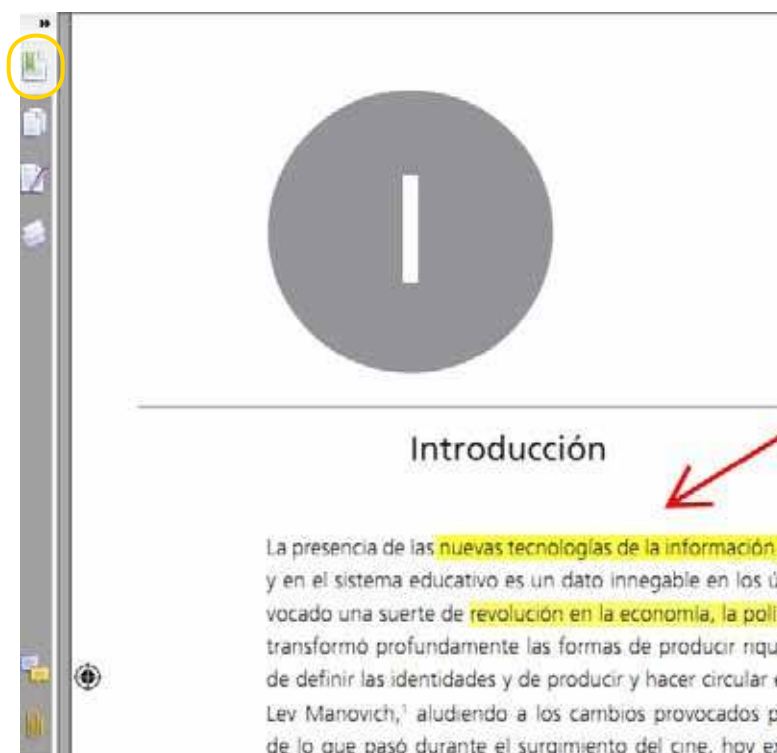 I
Introducción
La presencia de las nuevas tecnologías de la información
y en el sistema educativo es un dato innegable en los
vocado una suerte de revolución en la economía, la
transformó profundamente las formas de producir
de definir las identidades y de producir y hacer circular
Lev Manovich,¹ aludiendo a los cambios provocados
de lo que pasó durante el surgimiento del cine, hoy